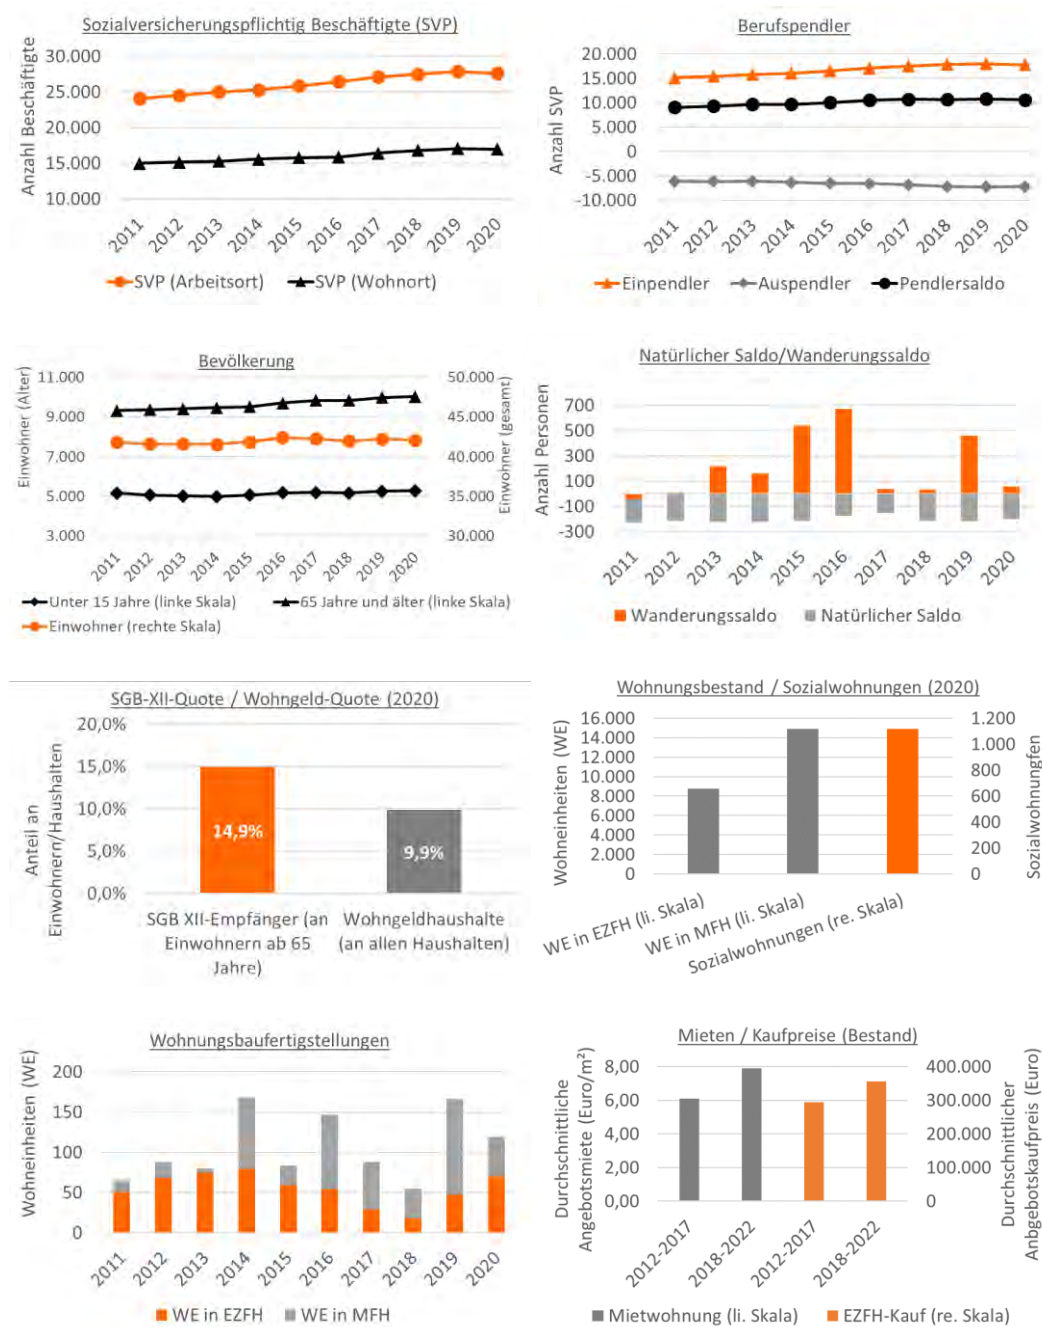 Sozialversicherungspflichtig Beschäftigte (SVP)
Anzahl Beschäftigte
30.000
25.000
20.000
15.000
10.000
2011 2012 2013 2014 2015 2016 2017 2018 2019 2020
SVP (Arbeitsort) SVP (Wohnort)
Berufspendler
Anzahl SVP
20.000
15.000
10.000
5.000
0
-5.000
-10.000
2011 2012 2013 2014 2015 2016 2017 2018 2019 2020
Einpendler Auspendler Pendlersaldo
Bevölkerung
Einwohner (Alter)
11.000
9.000
7.000
5.000
3.000
50.000
45.000
40.000
35.000
30.000
Einwohner (gesamt)
2011 2012 2013 2014 2015 2016 2017 2018 2019 2020
Unter 15 Jahre (linke Skala) 65 Jahre und älter (linke Skala)
Einwohner (rechte Skala)
Natürlicher Saldo/Wanderungssaldo
Anzahl Personen
700
500
300
100
-100
-300
2011 2012 2013 2014 2015 2016 2017 2018 2019 2020
Wanderungssaldo Natürlicher Saldo
SGB-XII-Quote / Wohngeld-Quote (2020)
Anteil an
Einwohnern/Haushalten
20,0%
15,0%
10,0%
5,0%
0,0%
14,9%
9,9%
SGB XII-Empfänger (an
Einwohnern ab 65
Jahre)
Wohngeldhaushalte
(an allen Haushalten)
Wohnungsbestand / Sozialwohnungen (2020)
Wohneinheiten (WE)
16.000
14.000
12.000
10.000
8.000
6.000
4.000
2.000
0
1.200
1.000
800
600
400
200
0
Sozialwohnungfen
WE in EZFH (li. Skala)
WE in MFH (li. Skala)
Sozialwohnungen (re. Skala)
Wohnungsbaufertigstellungen
Wohneinheiten (WE)
200
150
100
50
0
2011 2012 2013 2014 2015 2016 2017 2018 2019 2020
WE in EZFH WE in MFH
Mieten / Kaufpreise (Bestand)
Durchschnittliche
Angebotsmiete (Euro/m²)
8,00
6,00
4,00
2,00
0,00
400.000
300.000
200.000
100.000
0
Durchschnittlicher
Anbgebotskaufpreis (Euro)
2012-2017 2018-2022 2012-2017 2018-2022
Mietwohnung (li. Skala) EZFH-Kauf (re. Skala)